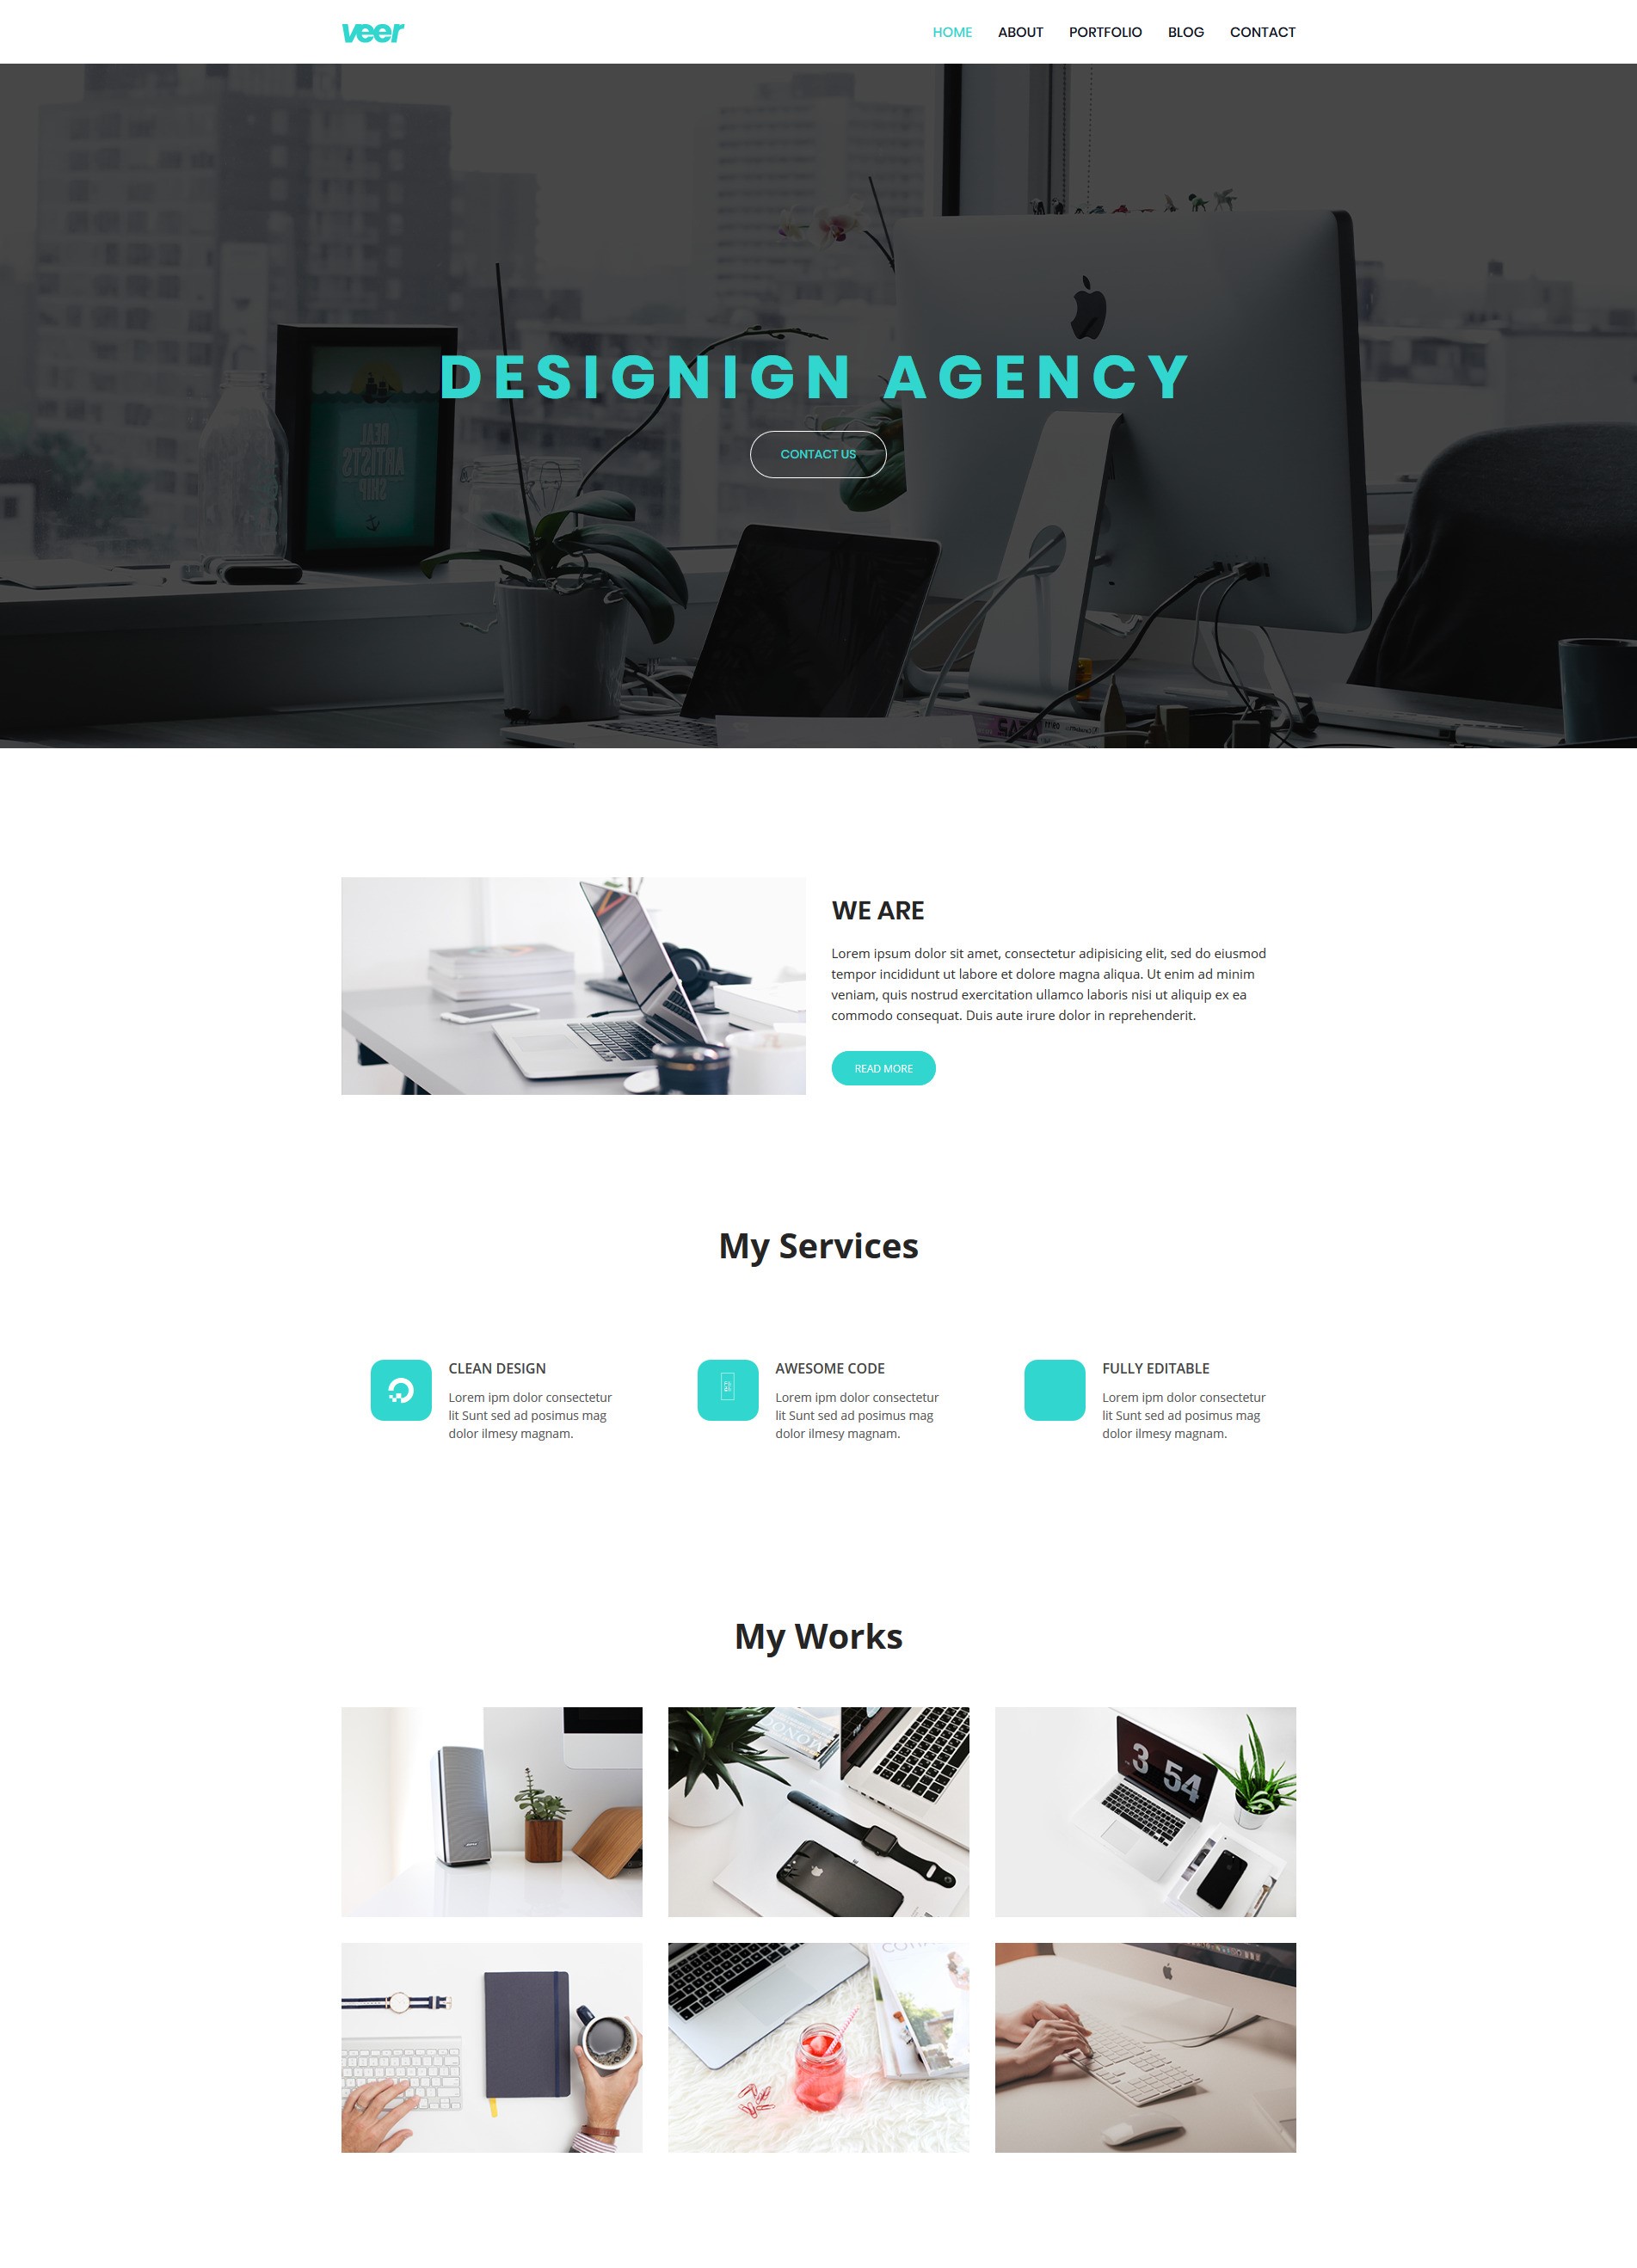 veer
HOME ABOUT PORTFOLIO BLOG CONTACT
REAL
ARTISTS
SHIP
DESIGNIGN AGENCY
CONTACT US
WE ARE
Lorem ipsum dolor sit amet, consectetur adipisicing elit, sed do eiusmod
tempor incididunt ut labore et dolore magna aliqua. Ut enim ad minim
veniam, quis nostrud exercitation ullamco laboris nisi ut aliquip ex ea
commodo consequat. Duis aute irure dolor in reprehenderit.
READ MORE
My Services
CLEAN DESIGN
Lorem ipm dolor consectetur
lit Sunt sed ad posimus mag
dolor ilmesy magnam.
AWESOME CODE
Lorem ipm dolor consectetur
lit Sunt sed ad posimus mag
dolor ilmesy magnam.
FULLY EDITABLE
Lorem ipm dolor consectetur
lit Sunt sed ad posimus mag
dolor ilmesy magnam.
My Works
3 54